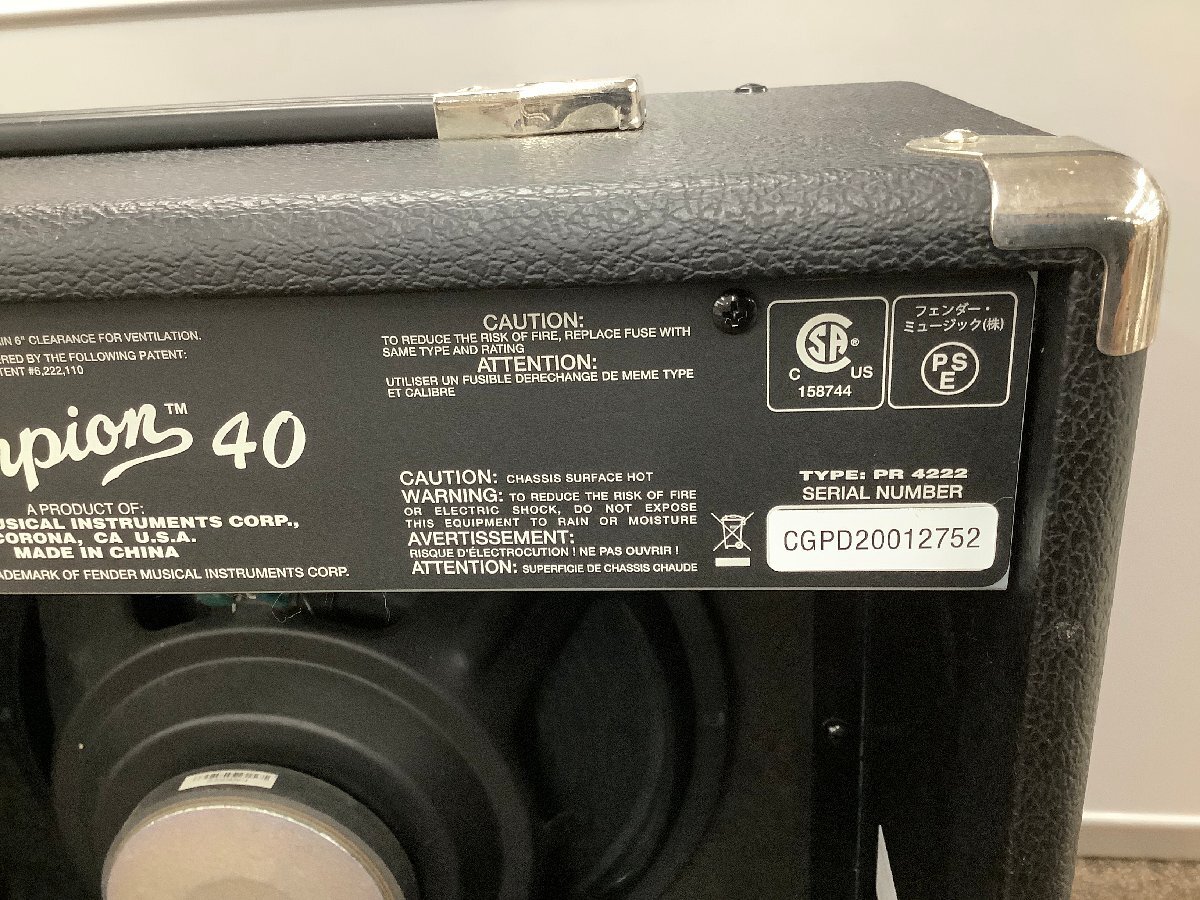 IN 6" CLEARANCE FOR VENTILATION.
ERED BY THE FOLLOWING PATENT:
TENT #6,222,110
mpion™ 40
A PRODUCT OF:
USICAL INSTRUMENTS CORP.,
CORONA, CA U.S.A.
MADE IN CHINA
ADEMARK OF FENDER MUSICAL INSTRUMENTS CORP.
CAUTION:
TO REDUCE THE RISK OF FIRE, REPLACE FUSE WITH
SAME TYPE AND RATING
ATTENTION:
UTILISER UN FUSIBLE DERECHANGE DE MEME TYPE
ET CALIBRE
CAUTION: CHASSIS SURFACE HOT
WARNING: TO REDUCE THE RISK OF FIRE
OR ELECTRIC SHOCK, DO NOT EXPOSE
THIS EQUIPMENT TO RAIN OR MOISTURE
AVERTISSEMENT:
RISQUE D'ÉLECTROCUTION ! NE PAS OUVRIR !
ATTENTION: SUPERFICIE DE CHASSIS CHAUDE
CSA®
C US
158744
フェンダー・
ミュージック(株)
PS
E
TYPE: PR 4222
SERIAL NUMBER
CGPD20012752